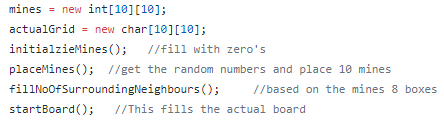 mines = new int[10][10];
actualGrid = new char[10][10];
initialzieMines();   //fill with zero's
placeMines();  //get the random numbers and place 10 mines
fillNoOfSurroundingNeighbours();     //based on the mines 8 boxes
startBoard();   //This fills the actual board